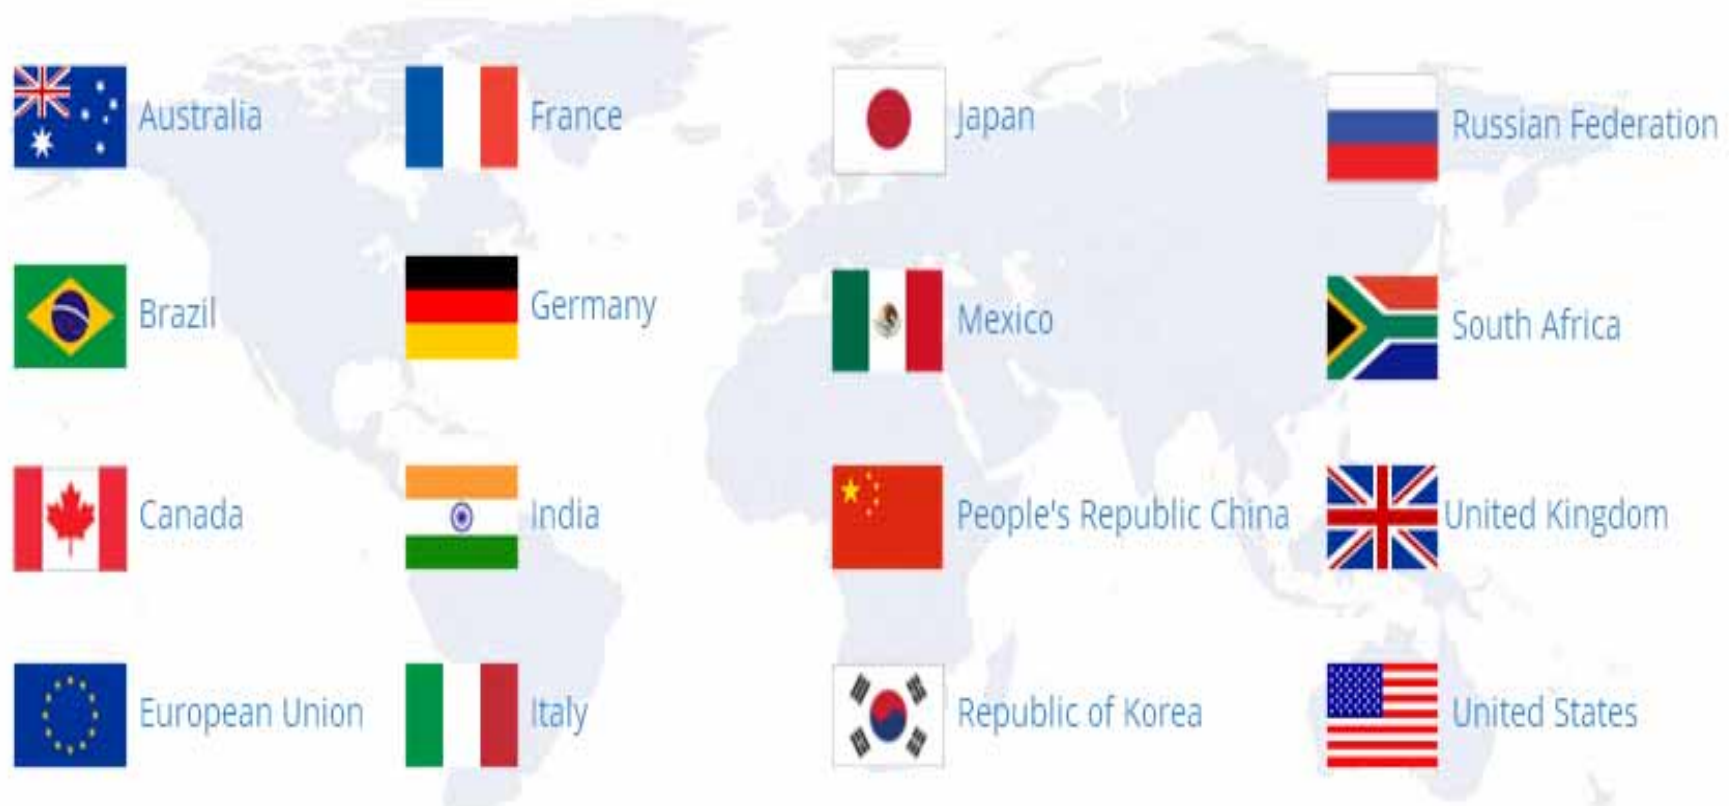 Australia
France
Japan
Russian Federation
Brazil
Germany
Mexico
South Africa
Canada
India
People's Republic China
United Kingdom
European Union
Italy
Republic of Korea
United States